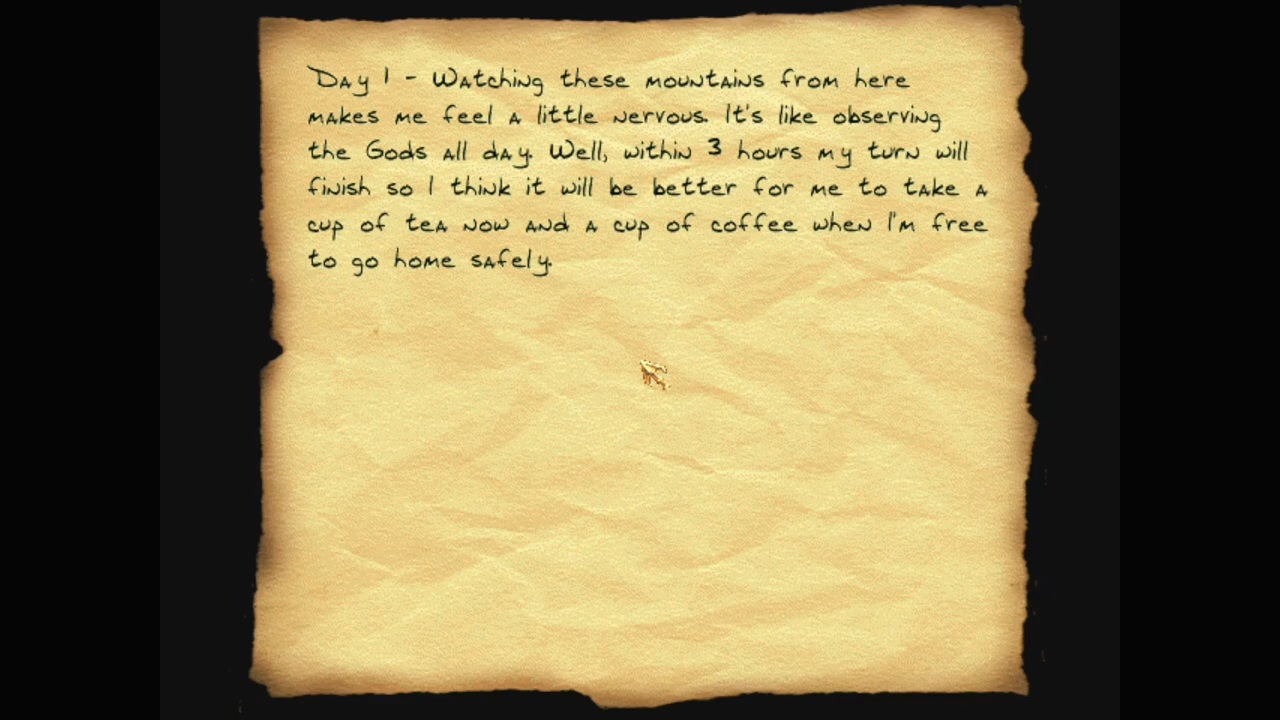 Day 1 - Watching these mountains from here
makes me feel a little nervous. It's like observing
the Gods all day. Well, within 3 hours my turn will
finish so I think it will be better for me to take a
cup of tea now and a cup of coffee when I'm free
to go home safely.